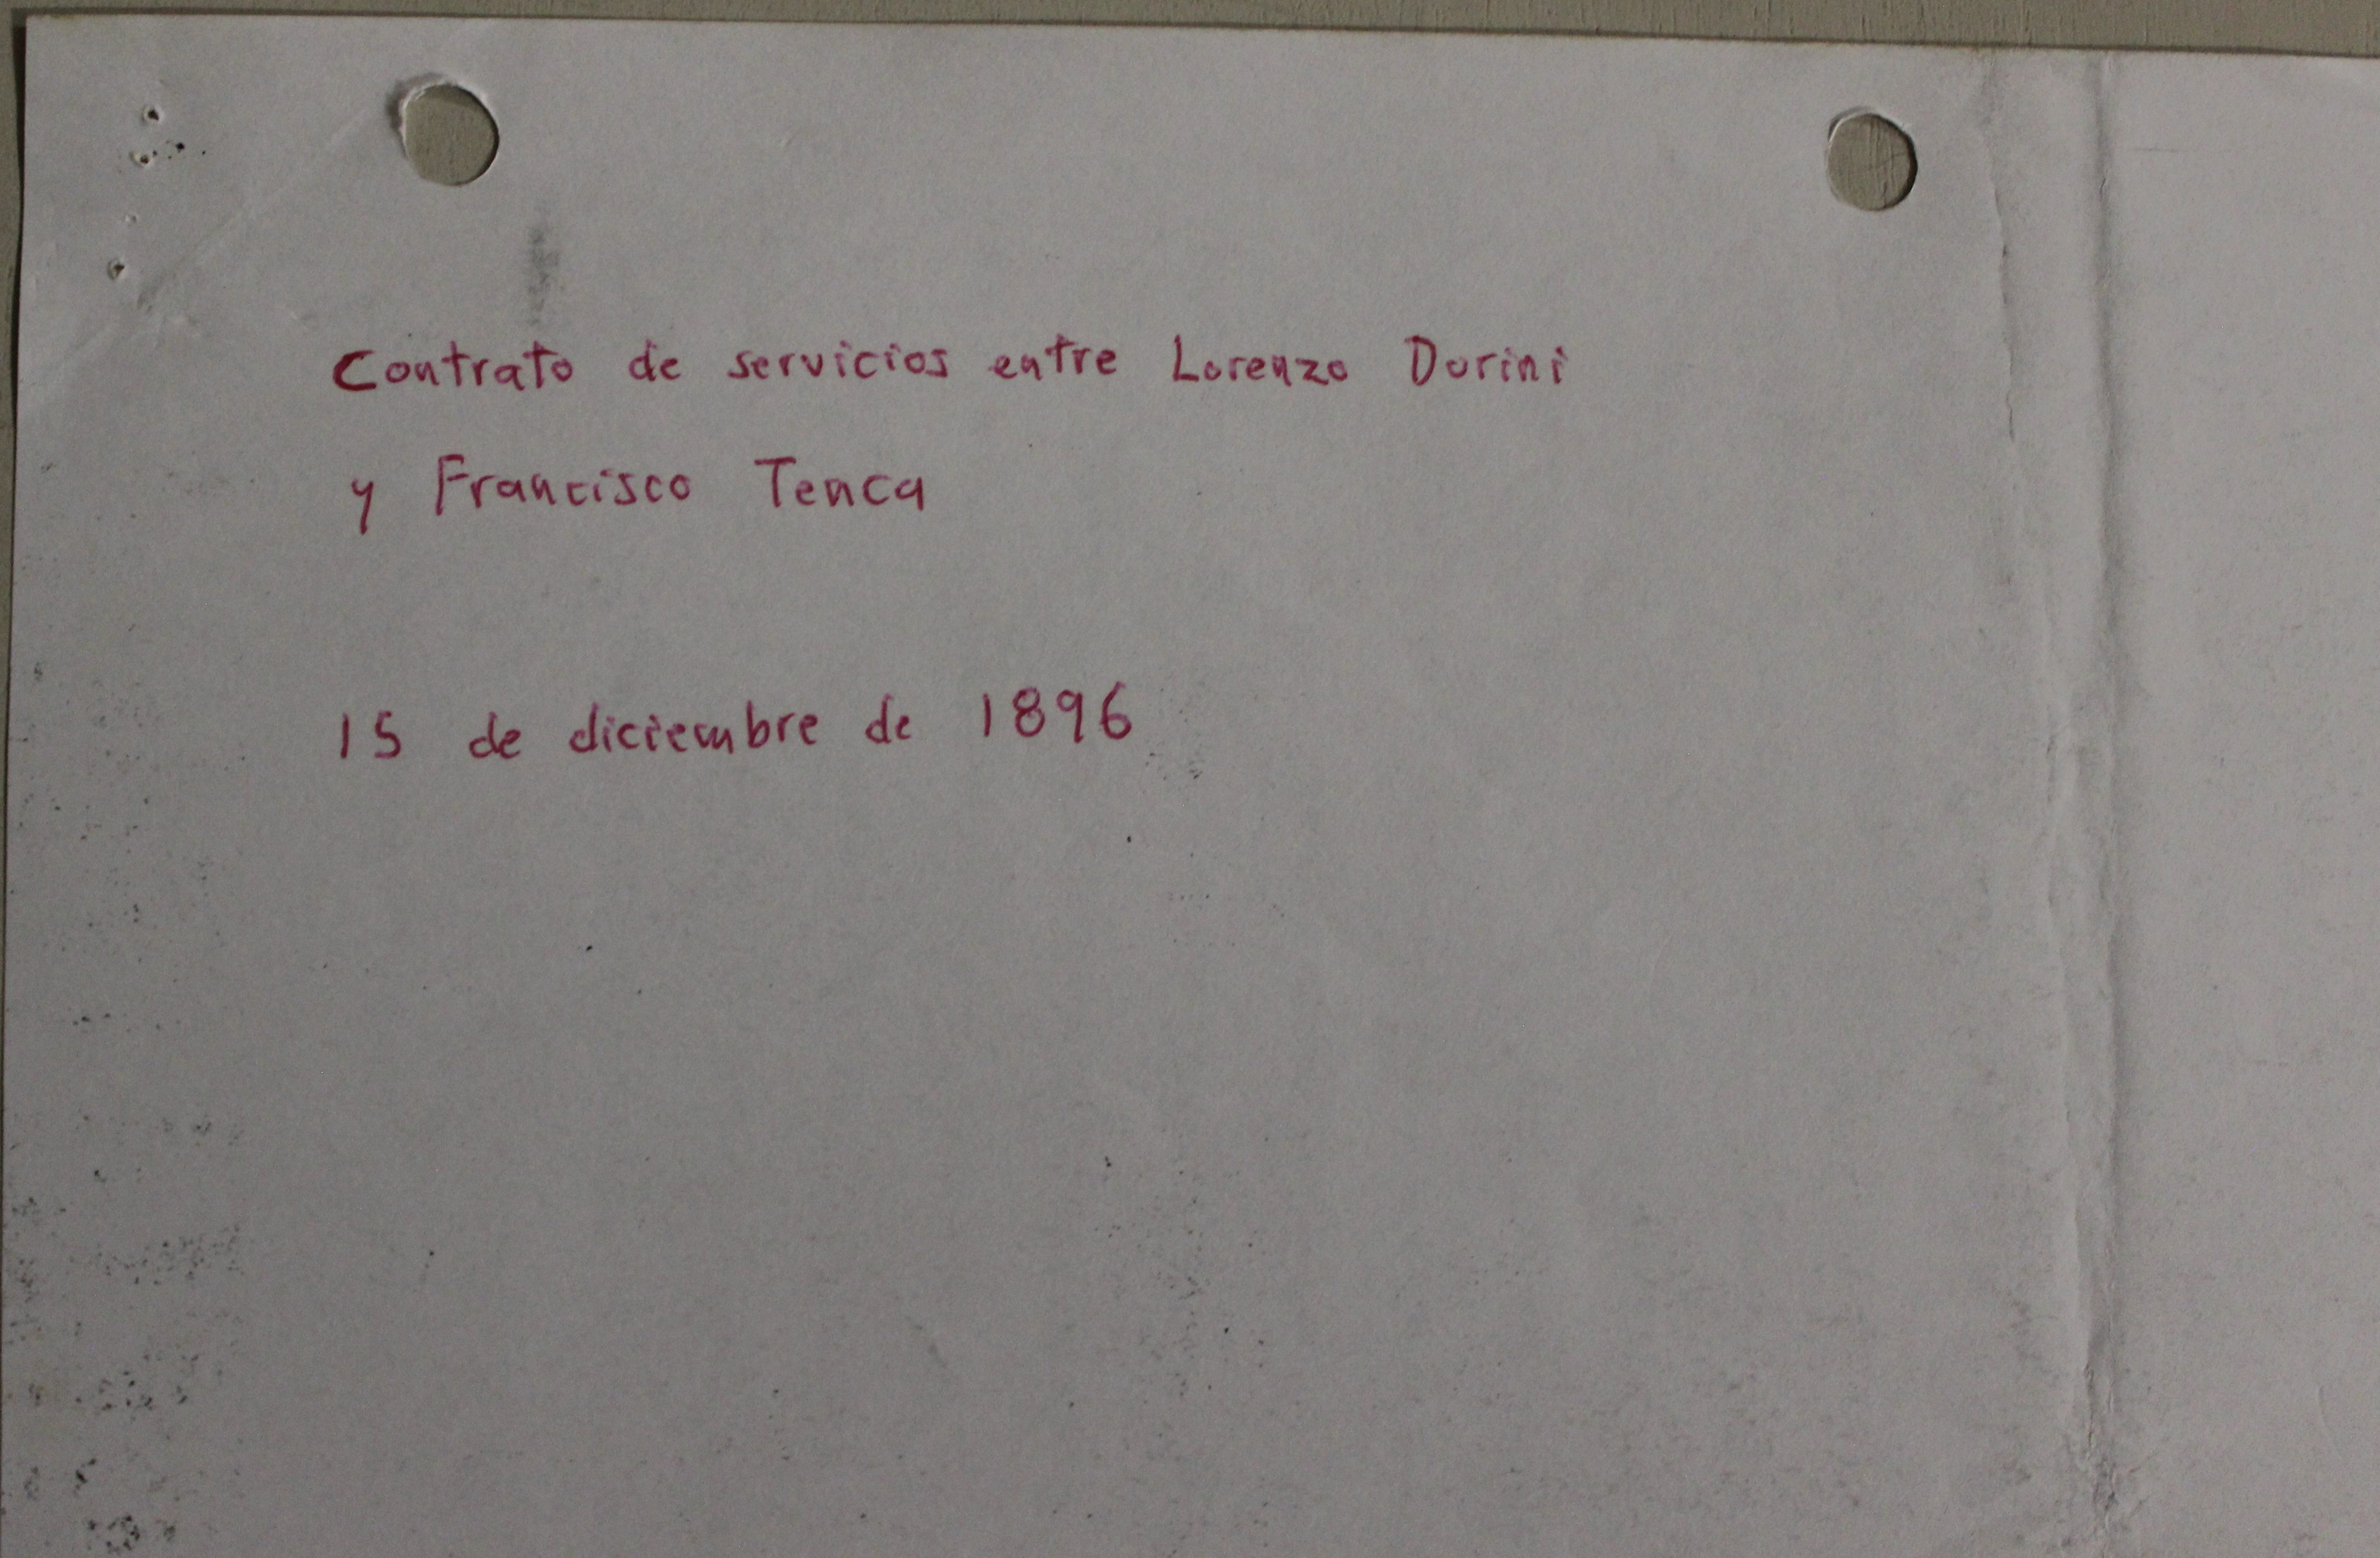 Contrato de servicios entre Lorenzo Dorini
y Francisco Tenca
15 de diciembre de 1896